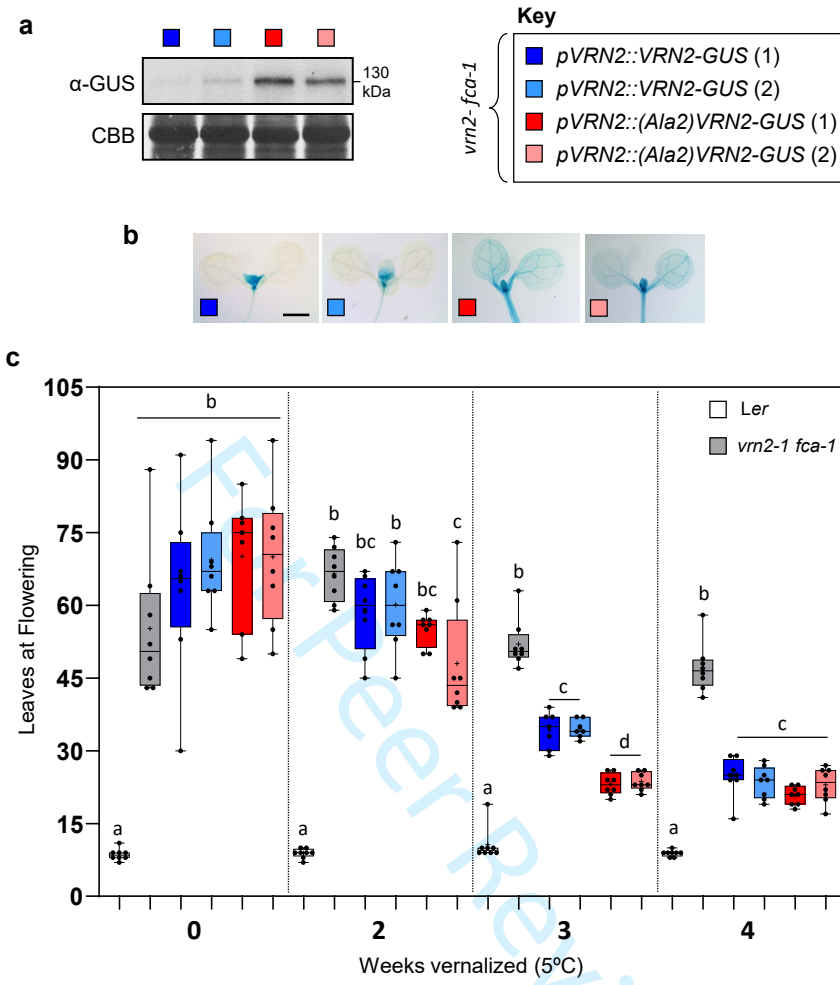 a
α-GUS
130
kDa
CBB
Key
vrn2- fca-1
pVRN2::VRN2-GUS (1)
pVRN2::VRN2-GUS (2)
pVRN2::(Ala2)VRN2-GUS (1)
pVRN2::(Ala2)VRN2-GUS (2)
b
c
Leaves at Flowering
105
90
75
60
45
30
15
0
Ler
vrn2-1 fca-1
a
b
a
b
bc
b
bc
c
a
b
c
d
a
b
c
0
2
3
4
Weeks vernalized (5ºC)
For Peer Revi